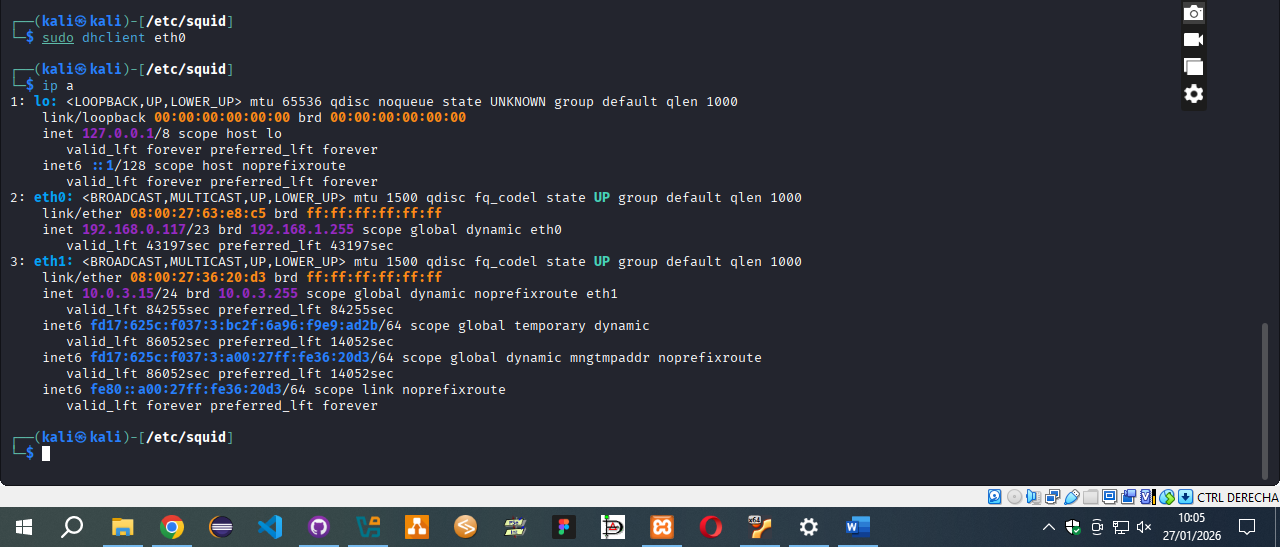 ┌──(kali㉿kali)-[/etc/squid]
└─$ sudo dhclient eth0
┌──(kali㉿kali)-[/etc/squid]
└─$ ip a
1: lo: <LOOPBACK,UP,LOWER_UP> mtu 65536 qdisc noqueue state UNKNOWN group default qlen 1000
    link/loopback 00:00:00:00:00:00 brd 00:00:00:00:00:00
    inet 127.0.0.1/8 scope host lo
       valid_lft forever preferred_lft forever
    inet6 ::1/128 scope host noprefixroute
       valid_lft forever preferred_lft forever
2: eth0: <BROADCAST,MULTICAST,UP,LOWER_UP> mtu 1500 qdisc fq_codel state UP group default qlen 1000
    link/ether 08:00:27:63:e8:c5 brd ff:ff:ff:ff:ff:ff
    inet 192.168.0.117/23 brd 192.168.1.255 scope global dynamic eth0
       valid_lft 43197sec preferred_lft 43197sec
3: eth1: <BROADCAST,MULTICAST,UP,LOWER_UP> mtu 1500 qdisc fq_codel state UP group default qlen 1000
    link/ether 08:00:27:36:20:d3 brd ff:ff:ff:ff:ff:ff
    inet 10.0.3.15/24 brd 10.0.3.255 scope global dynamic noprefixroute eth1
       valid_lft 84255sec preferred_lft 84255sec
    inet6 fd17:625c:f037:3:bc2f:6a96:f9e9:ad2b/64 scope global temporary dynamic
       valid_lft 86052sec preferred_lft 14052sec
    inet6 fd17:625c:f037:3:a00:27ff:fe36:20d3/64 scope global dynamic mngtmpaddr noprefixroute
       valid_lft 86052sec preferred_lft 14052sec
    inet6 fe80::a00:27ff:fe36:20d3/64 scope link noprefixroute
       valid_lft forever preferred_lft forever
┌──(kali㉿kali)-[/etc/squid]
└─$
CTRL DERECHA
10:05
27/01/2026